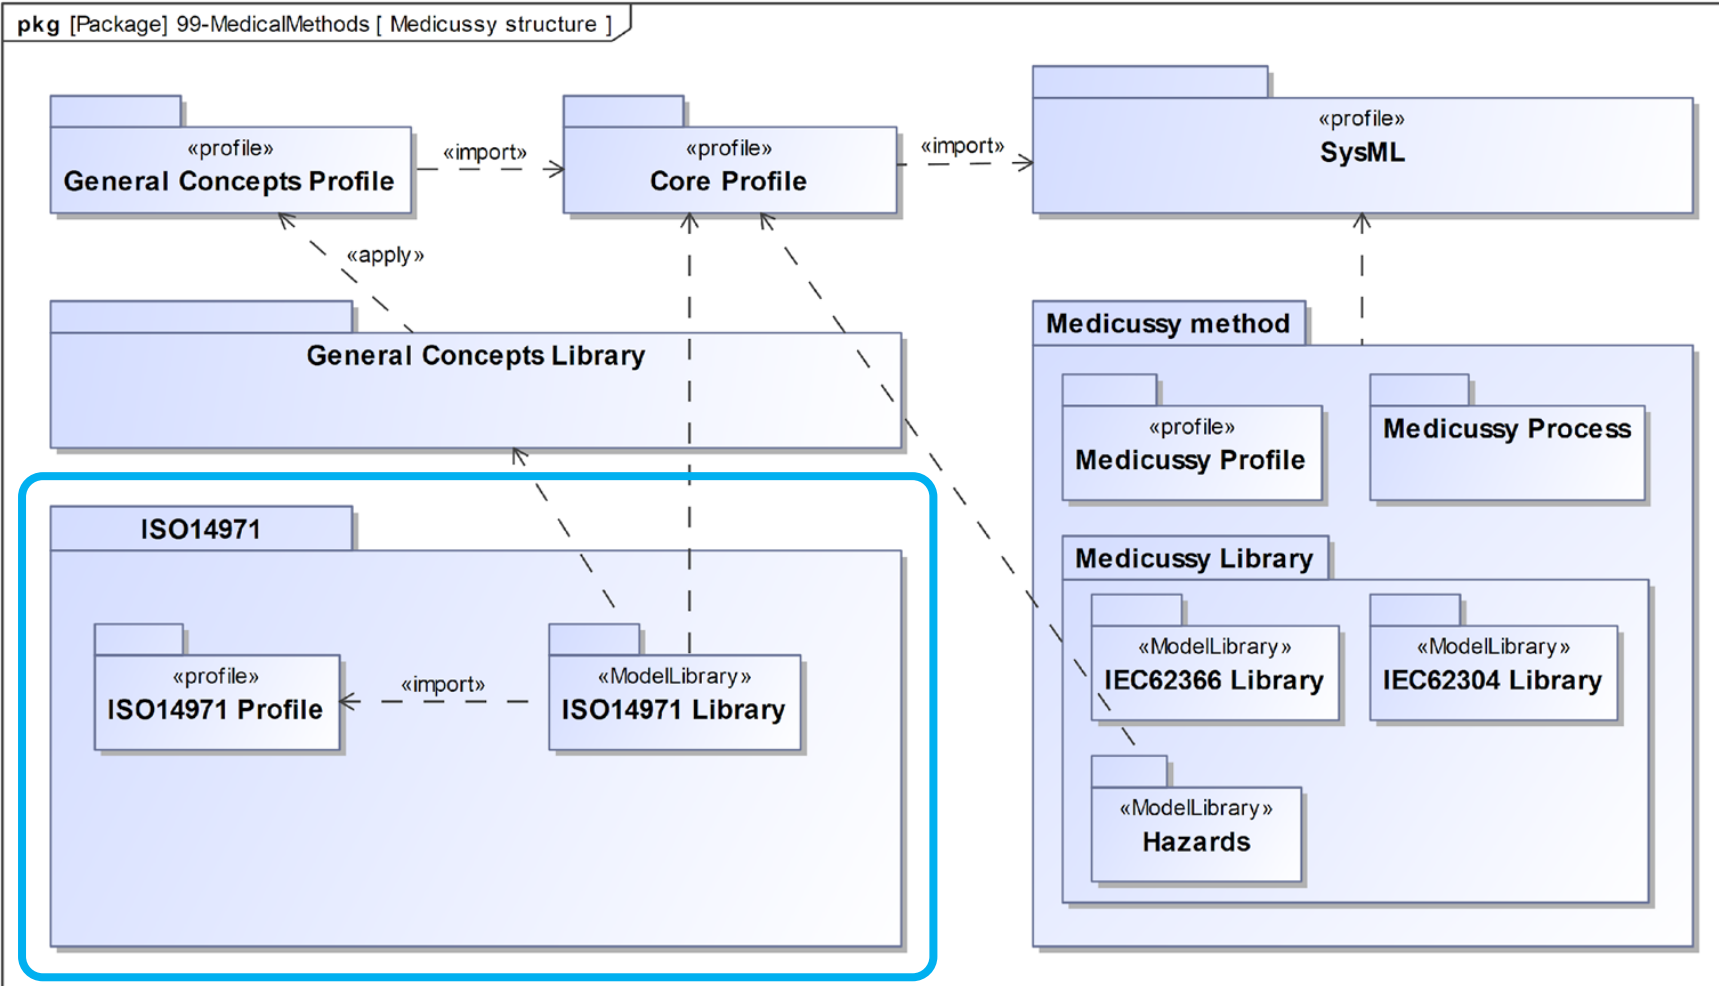 pkg [Package] 99-MedicalMethods [ Medicussy structure ]
«profile»
General Concepts Profile
«import»
«profile»
Core Profile
«import»
«profile»
SysML
«apply»
General Concepts Library
Medicussy method
«profile»
Medicussy Profile
Medicussy Process
ISO14971
«profile»
ISO14971 Profile
«import»
«ModelLibrary»
ISO14971 Library
Medicussy Library
«ModelLibrary»
IEC62366 Library
«ModelLibrary»
IEC62304 Library
«ModelLibrary»
Hazards